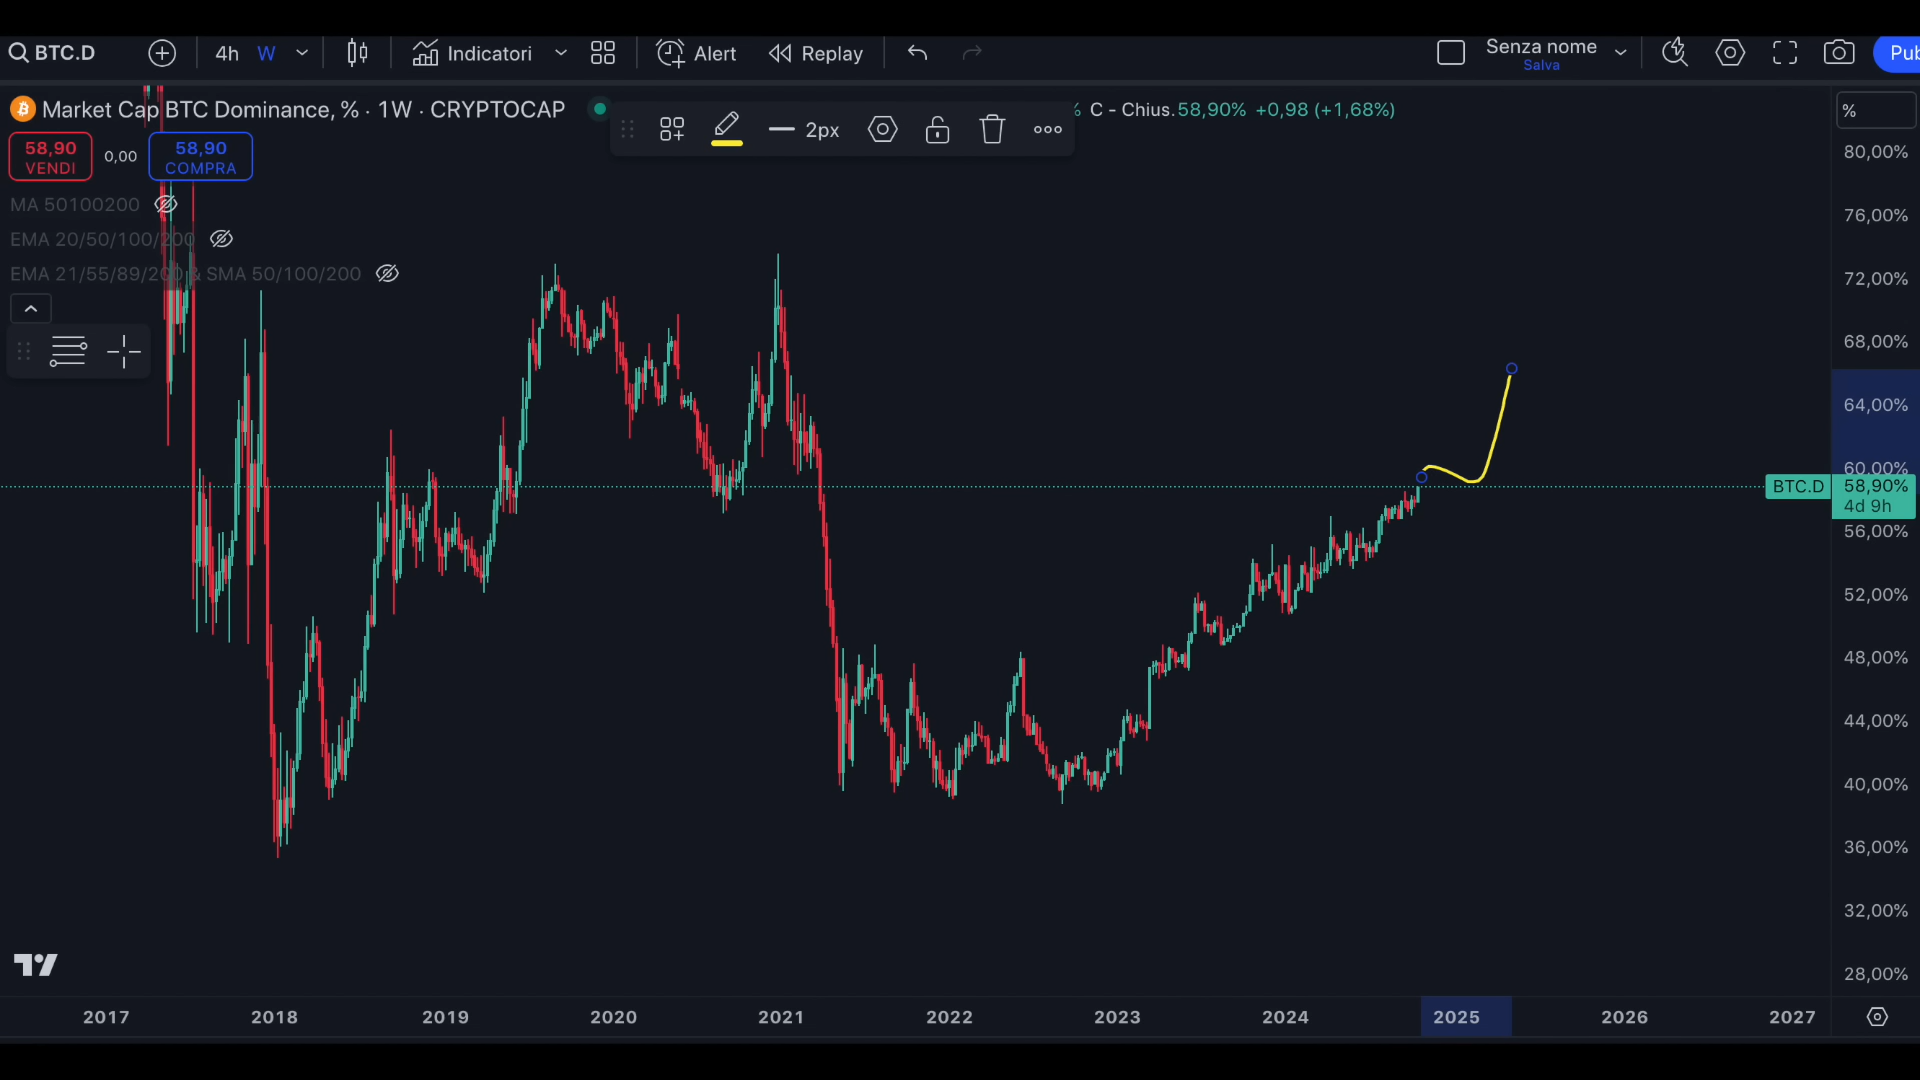 BTC.D 4h W Indicatori Alert Replay Senza nome Pub
Salva
Market Cap BTC Dominance, % · 1W · CRYPTOCAP % C - Chius.58,90% +0,98 (+1,68%) %
58,90 0,00 58,90
VENDI COMPRA
2px
MA 50100200
EMA 20/50/100/200
EMA 21/55/89/200 & SMA 50/100/200
80,00%
76,00%
72,00%
68,00%
64,00%
60,00%
BTC.D 58,90%
4d 9h
56,00%
52,00%
48,00%
44,00%
40,00%
36,00%
32,00%
28,00%
2017 2018 2019 2020 2021 2022 2023 2024 2025 2026 2027